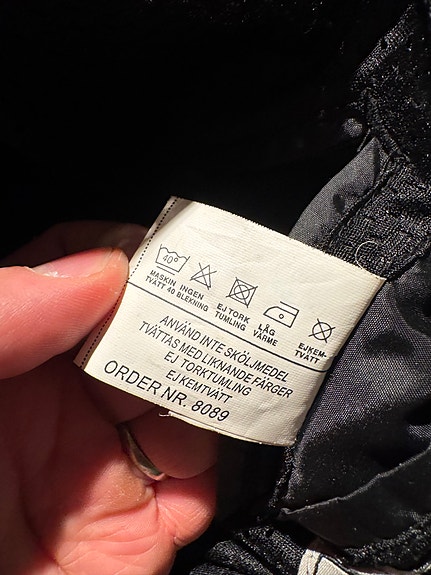 40°
MASKIN TVÄTT 40
INGEN BLEKNING
EJ TORK TUMLING
LÅG VÄRME
EJ KEM- TVÄTT
ANVÄND INTE SKÖLJMEDEL
TVÄTTAS MED LIKNANDE FÄRGER
EJ TORKTUMLING
EJ KEMTVÄTT
ORDER NR. 8089